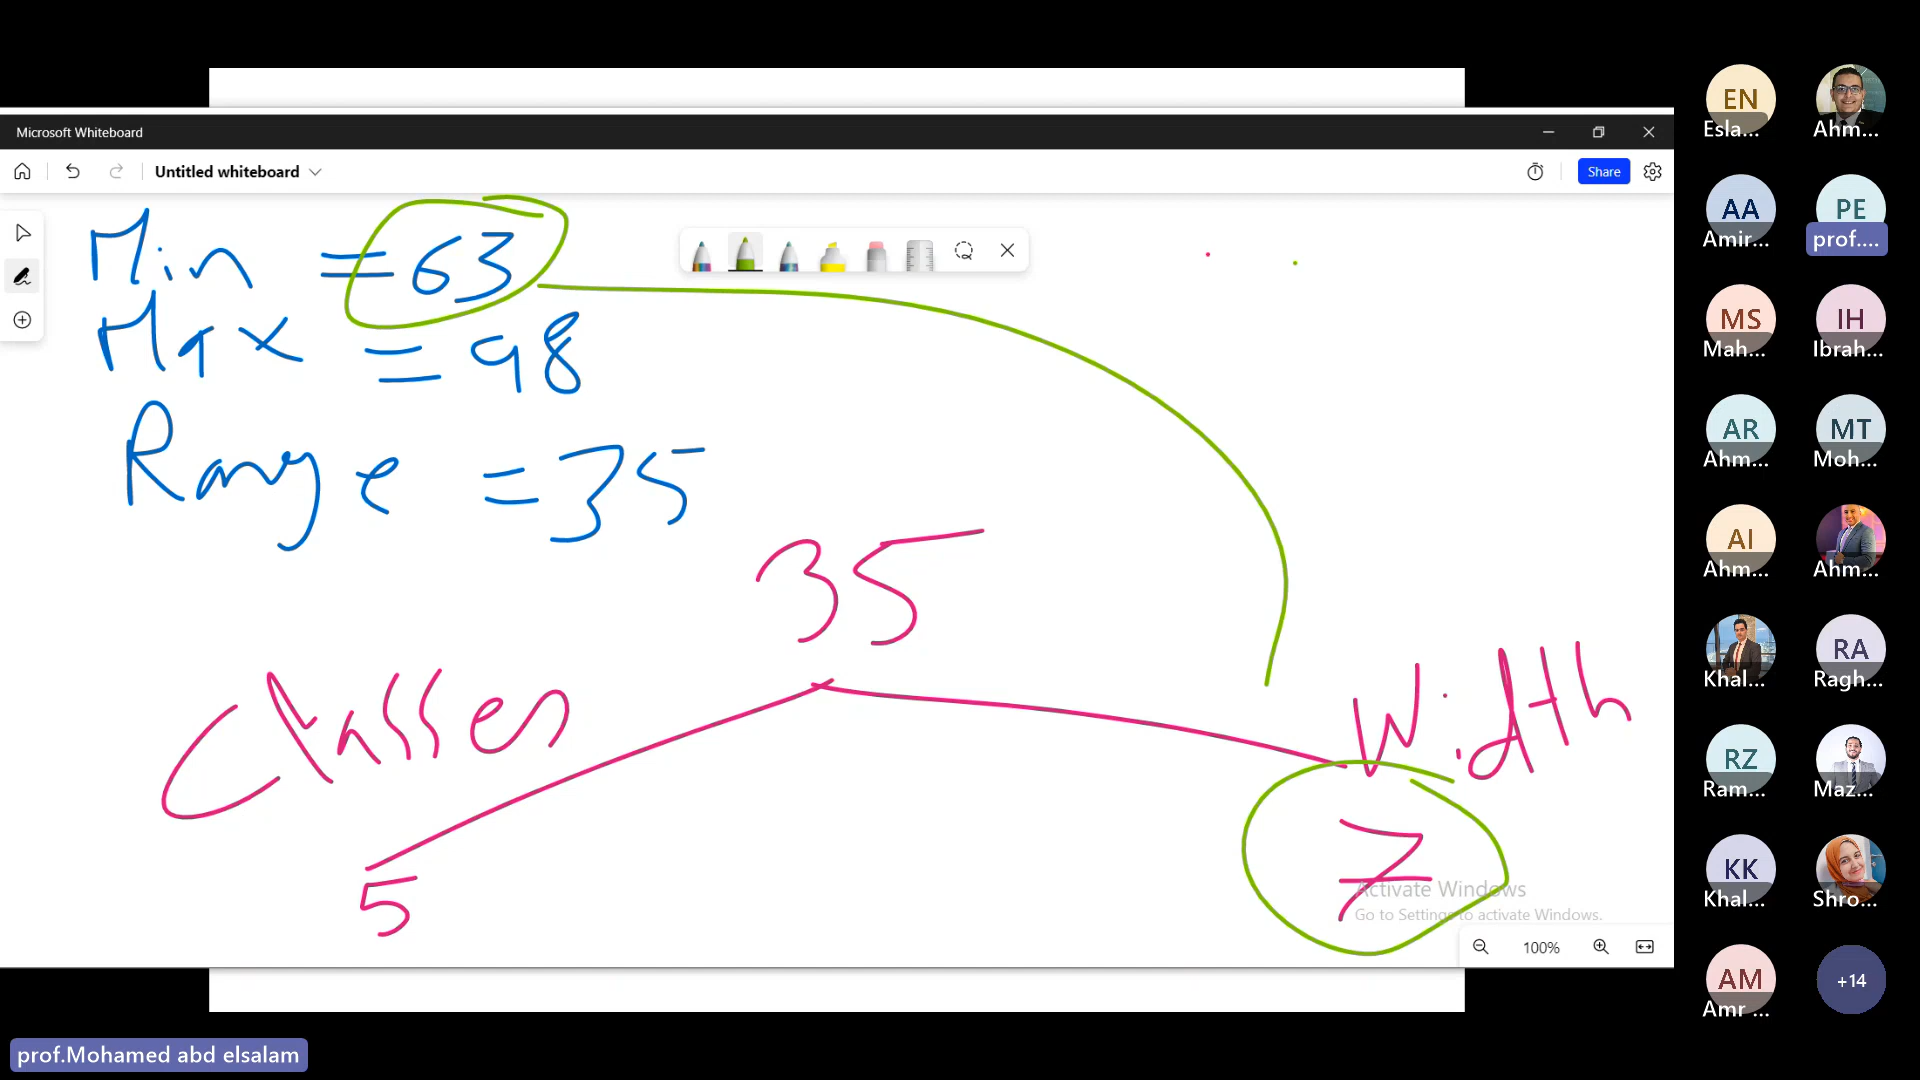 Microsoft Whiteboard
Untitled whiteboard
Share
Min = 63
Max = 98
Range = 35
35
Classes
Width
5
7
Activate Windows
Go to Settings to activate Windows.
100%
EN
Esla...
Ahm...
AA
Amir...
PE
prof....
MS
Mah...
IH
Ibrah...
AR
Ahm...
MT
Moh...
AI
Ahm...
Ahm...
Khal...
RA
Ragh...
RZ
Ram...
Maz...
KK
Khal...
Shro...
AM
Amr ...
+14
prof.Mohamed abd elsalam